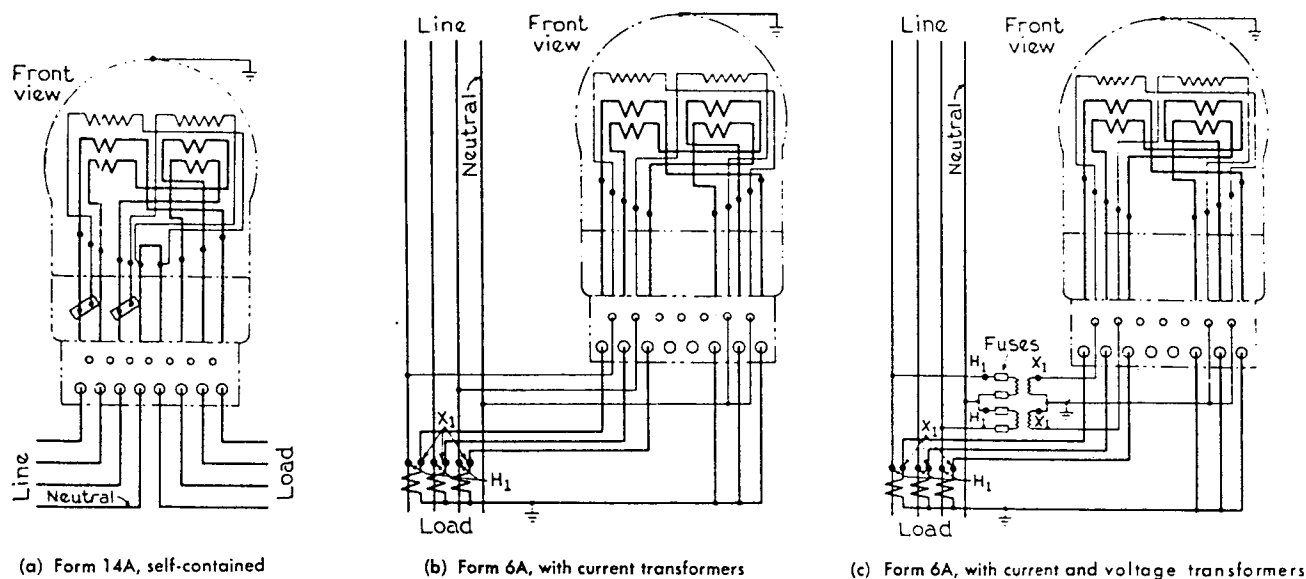 Front
view
Line
Neutral
Load
(a) Form 14A, self-contained
Line
Front
view
Neutral
X1
H1
Load
(b) Form 6A, with current transformers
Line
Front
view
Neutral
Fuses
H1
X1
H1
X1
X1
H1
Load
(c) Form 6A, with current and voltage transformers